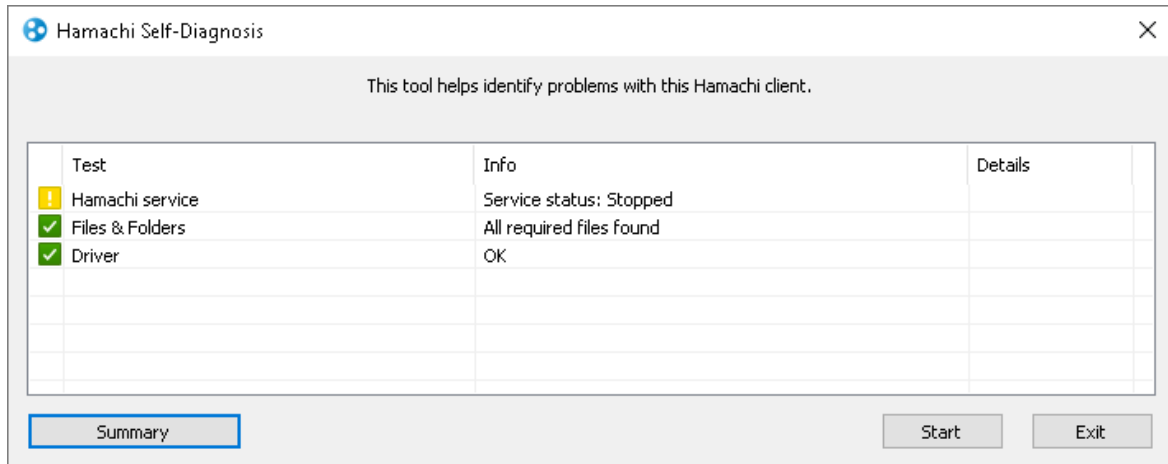 Hamachi Self-Diagnosis
This tool helps identify problems with this Hamachi client.
Test Info Details
Hamachi service Service status: Stopped
Files & Folders All required files found
Driver OK
Summary Start Exit